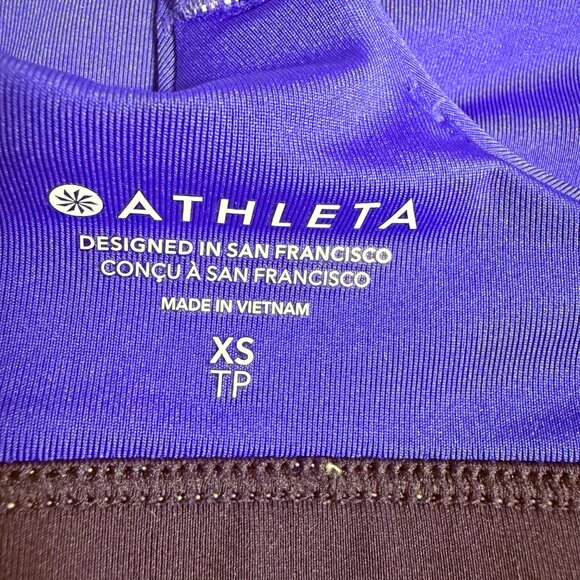 ATHLETA
DESIGNED IN SAN FRANCISCO
CONÇU À SAN FRANCISCO
MADE IN VIETNAM
XS
TP